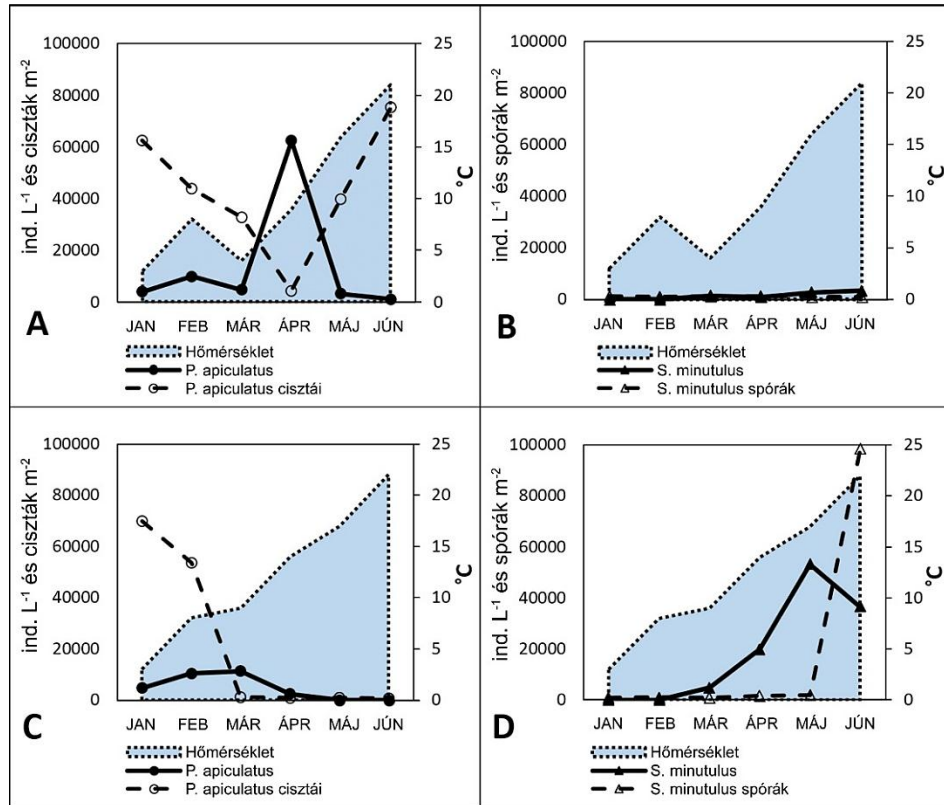 100000
80000
60000
40000
20000
0
ind. L⁻¹ és ciszták m⁻²
25
20
15
10
5
0
°C
JAN FEB MÁR ÁPR MÁJ JÚN
A
Hőmérséklet
P. apiculatus
P. apiculatus cisztái
100000
80000
60000
40000
20000
0
ind. L⁻¹ és spórák m⁻²
25
20
15
10
5
0
°C
JAN FEB MÁR ÁPR MÁJ JÚN
B
Hőmérséklet
S. minutulus
S. minutulus spórák
100000
80000
60000
40000
20000
0
ind. L⁻¹ és ciszták m⁻²
25
20
15
10
5
0
°C
JAN FEB MÁR ÁPR MÁJ JÚN
C
Hőmérséklet
P. apiculatus
P. apiculatus cisztái
100000
80000
60000
40000
20000
0
ind. L⁻¹ és spórák m⁻²
25
20
15
10
5
0
°C
JAN FEB MÁR ÁPR MÁJ JÚN
D
Hőmérséklet
S. minutulus
S. minutulus spórák